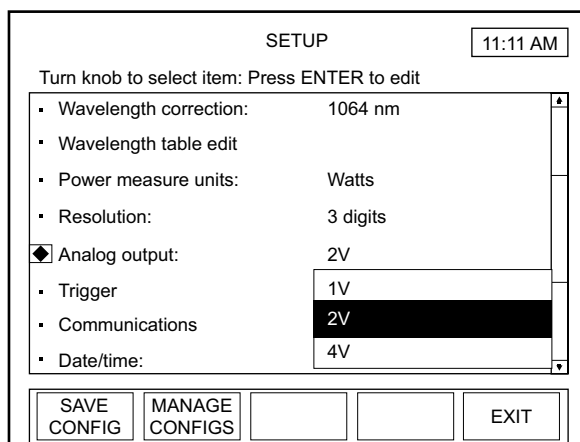 SETUP
11:11 AM
Turn knob to select item: Press ENTER to edit
Wavelength correction: 1064 nm
Wavelength table edit
Power measure units: Watts
Resolution: 3 digits
Analog output: 2V
Trigger
1V
Communications
2V
Date/time:
4V
SAVE CONFIG
MANAGE CONFIGS
EXIT